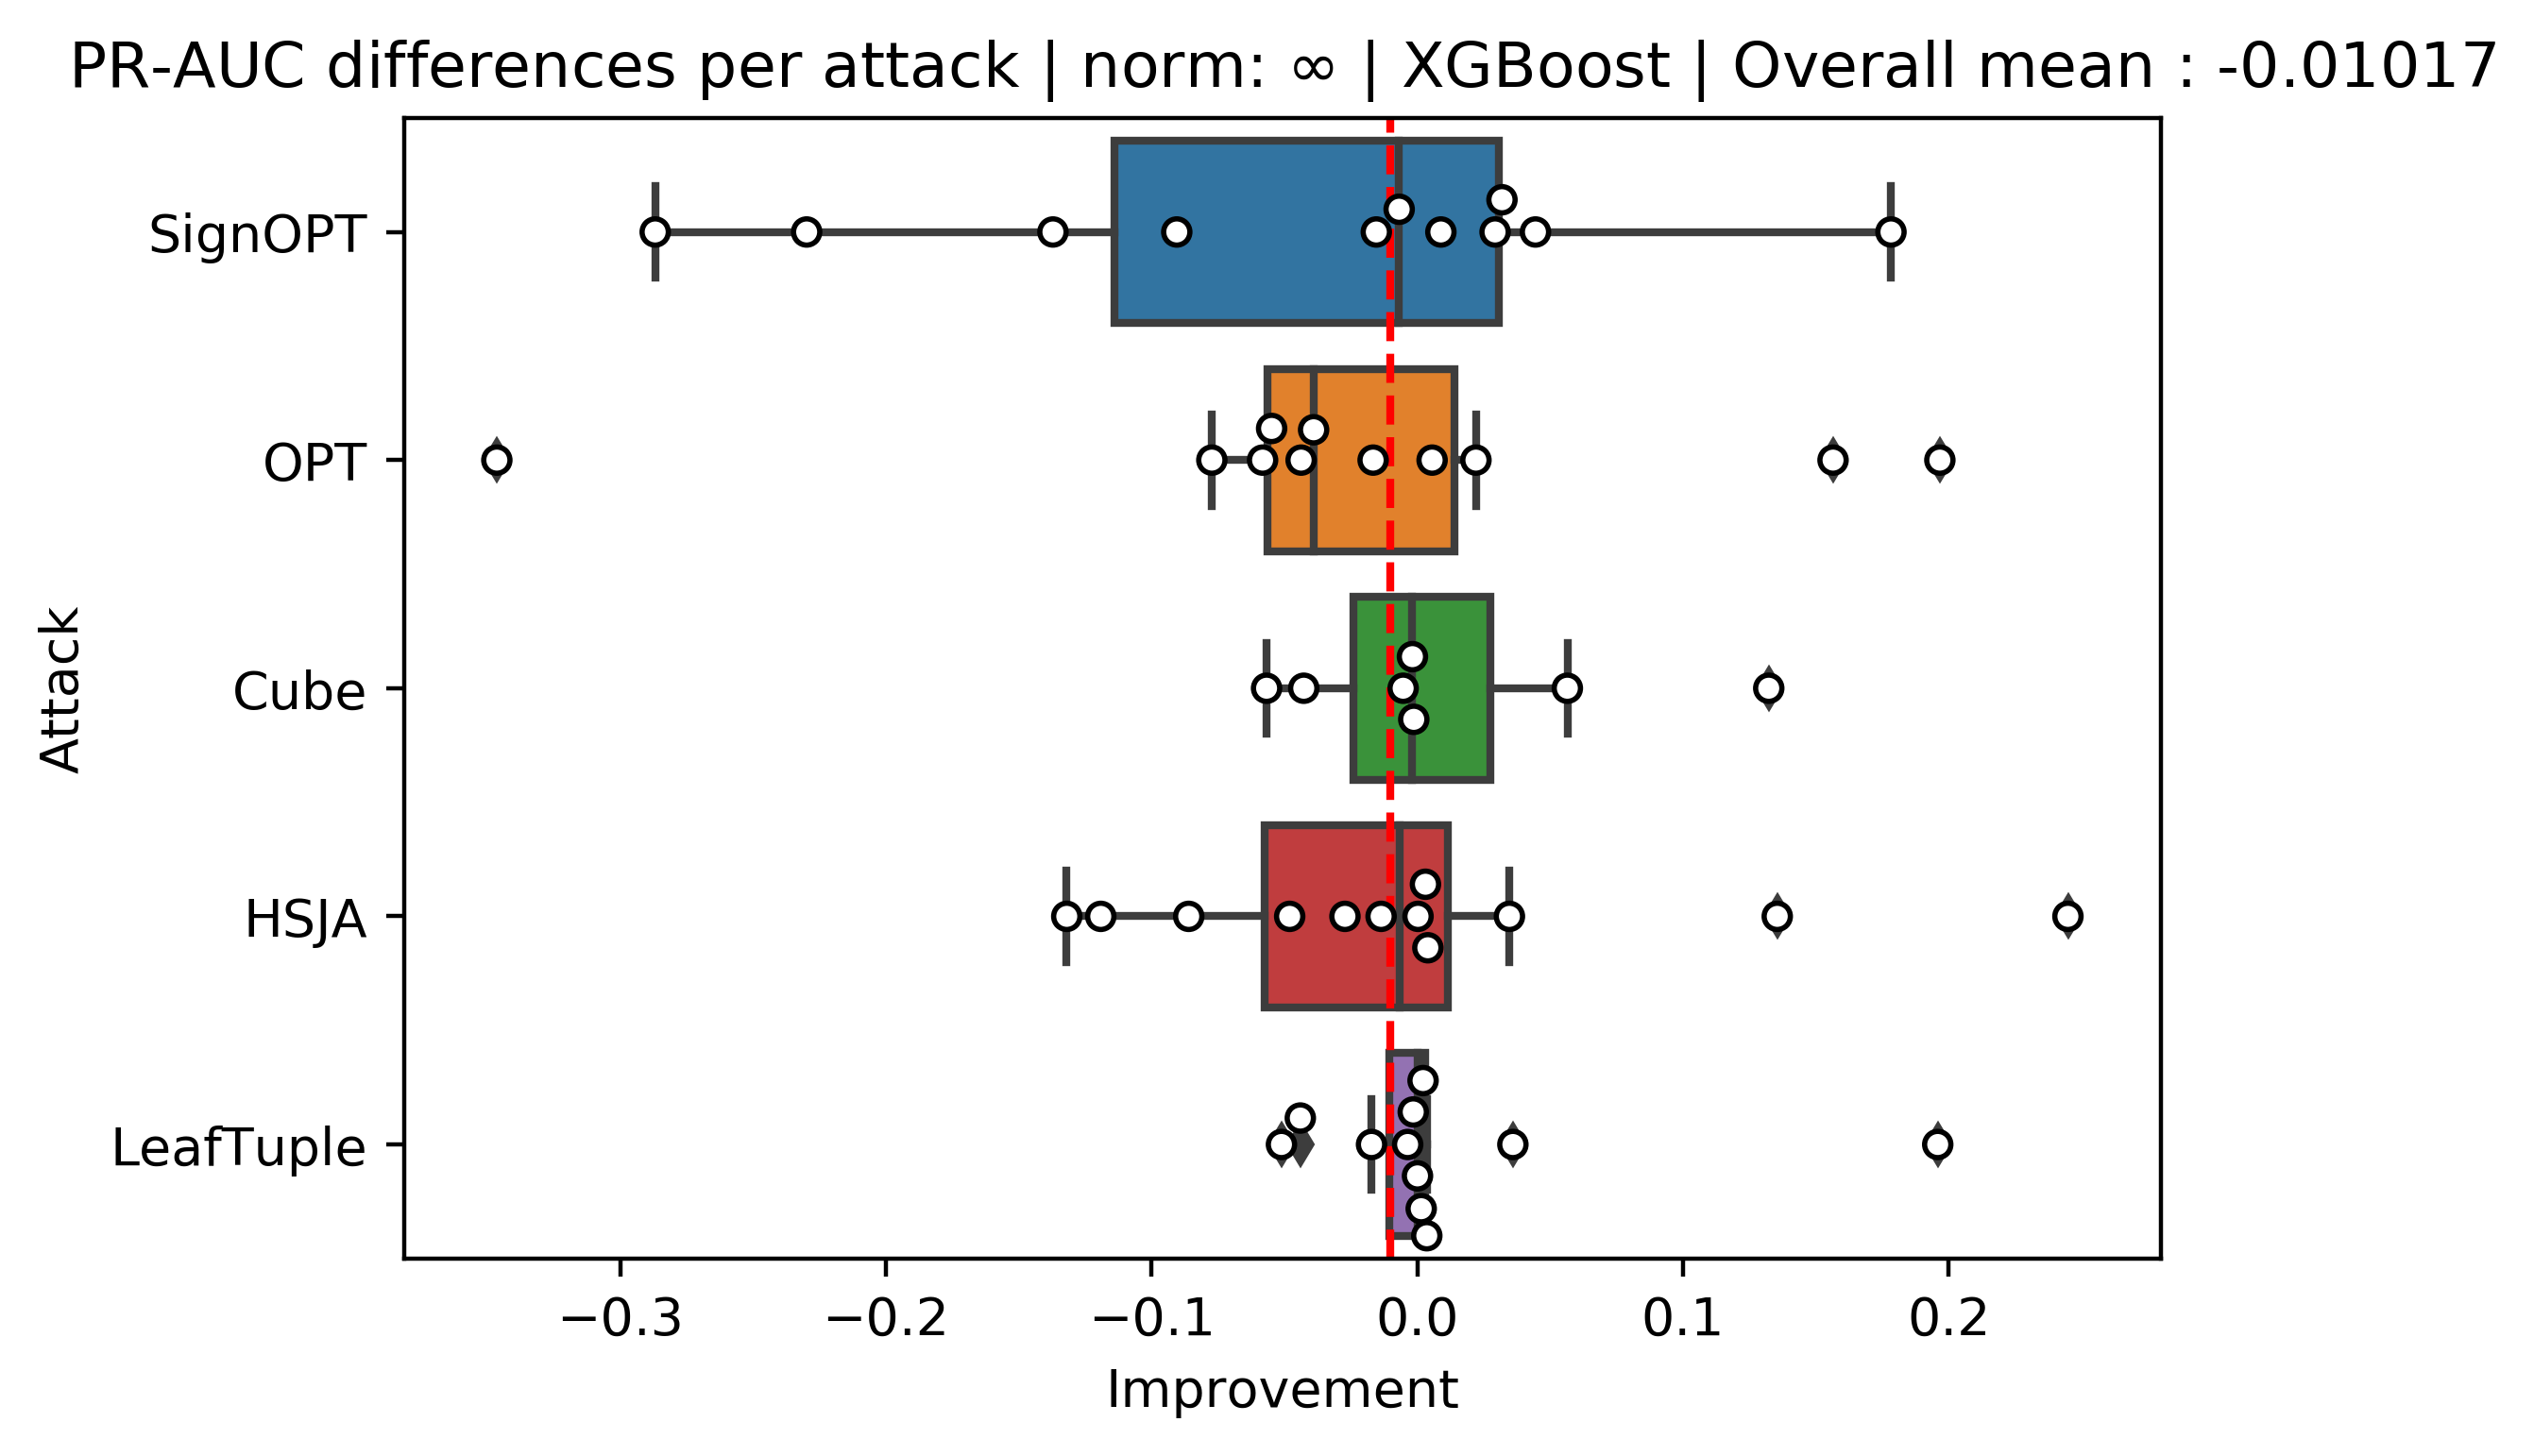 PR-AUC differences per attack | norm: ∞ | XGBoost | Overall mean : -0.01017
SignOPT
OPT
Cube
HSJA
LeafTuple
Attack
−0.3 −0.2 −0.1 0.0 0.1 0.2
Improvement